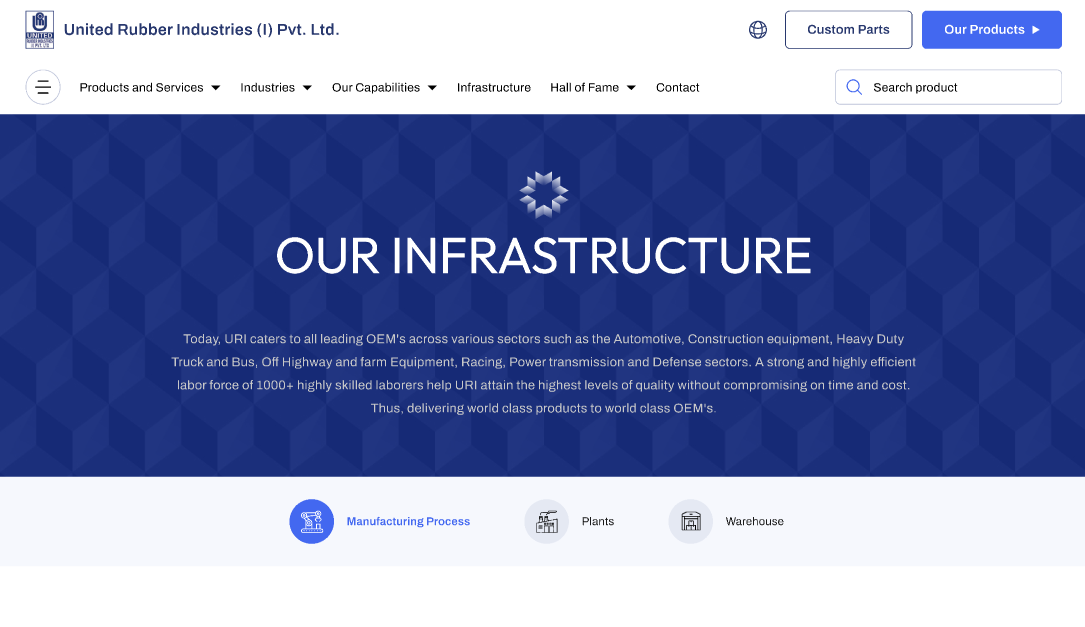 UNITED
United Rubber Industries (I) Pvt. Ltd.
Custom Parts
Our Products
Products and Services
Industries
Our Capabilities
Infrastructure
Hall of Fame
Contact
Search product
OUR INFRASTRUCTURE
Today, URI caters to all leading OEM's across various sectors such as the Automotive, Construction equipment, Heavy Duty
Truck and Bus, Off Highway and farm Equipment, Racing, Power transmission and Defense sectors. A strong and highly efficient
labor force of 1000+ highly skilled laborers help URI attain the highest levels of quality without compromising on time and cost.
Thus, delivering world class products to world class OEM's.
Manufacturing Process
Plants
Warehouse